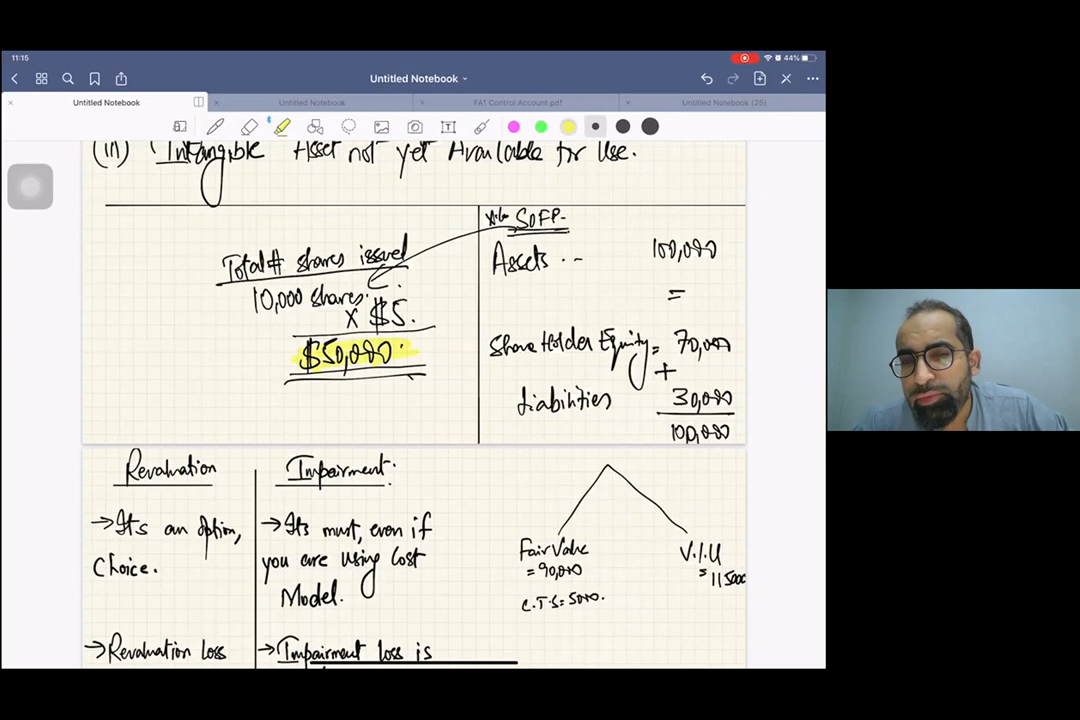 11:15
44%
Untitled Notebook
Untitled Notebook
Untitled Notebook
FA1 Control Account.pdf
Untitled Notebook (25)
(iii) Intangible Asset not yet Available for Use.
Total # shares issued
10,000 shares.
X $5.
$50,000
SOFP
Assets -- 100,000
=
Share Holder Equity = 70,000
+
Liabilities 30,000
100,000
Revaluation
→ It's an option,
choice.
→ Revaluation loss
Impairment:
→ Its must, even if
you are using Cost
Model.
→ Impairment loss is
Fair Value
= 90,000
C.T.S = 5000.
V.I.U
= 115000